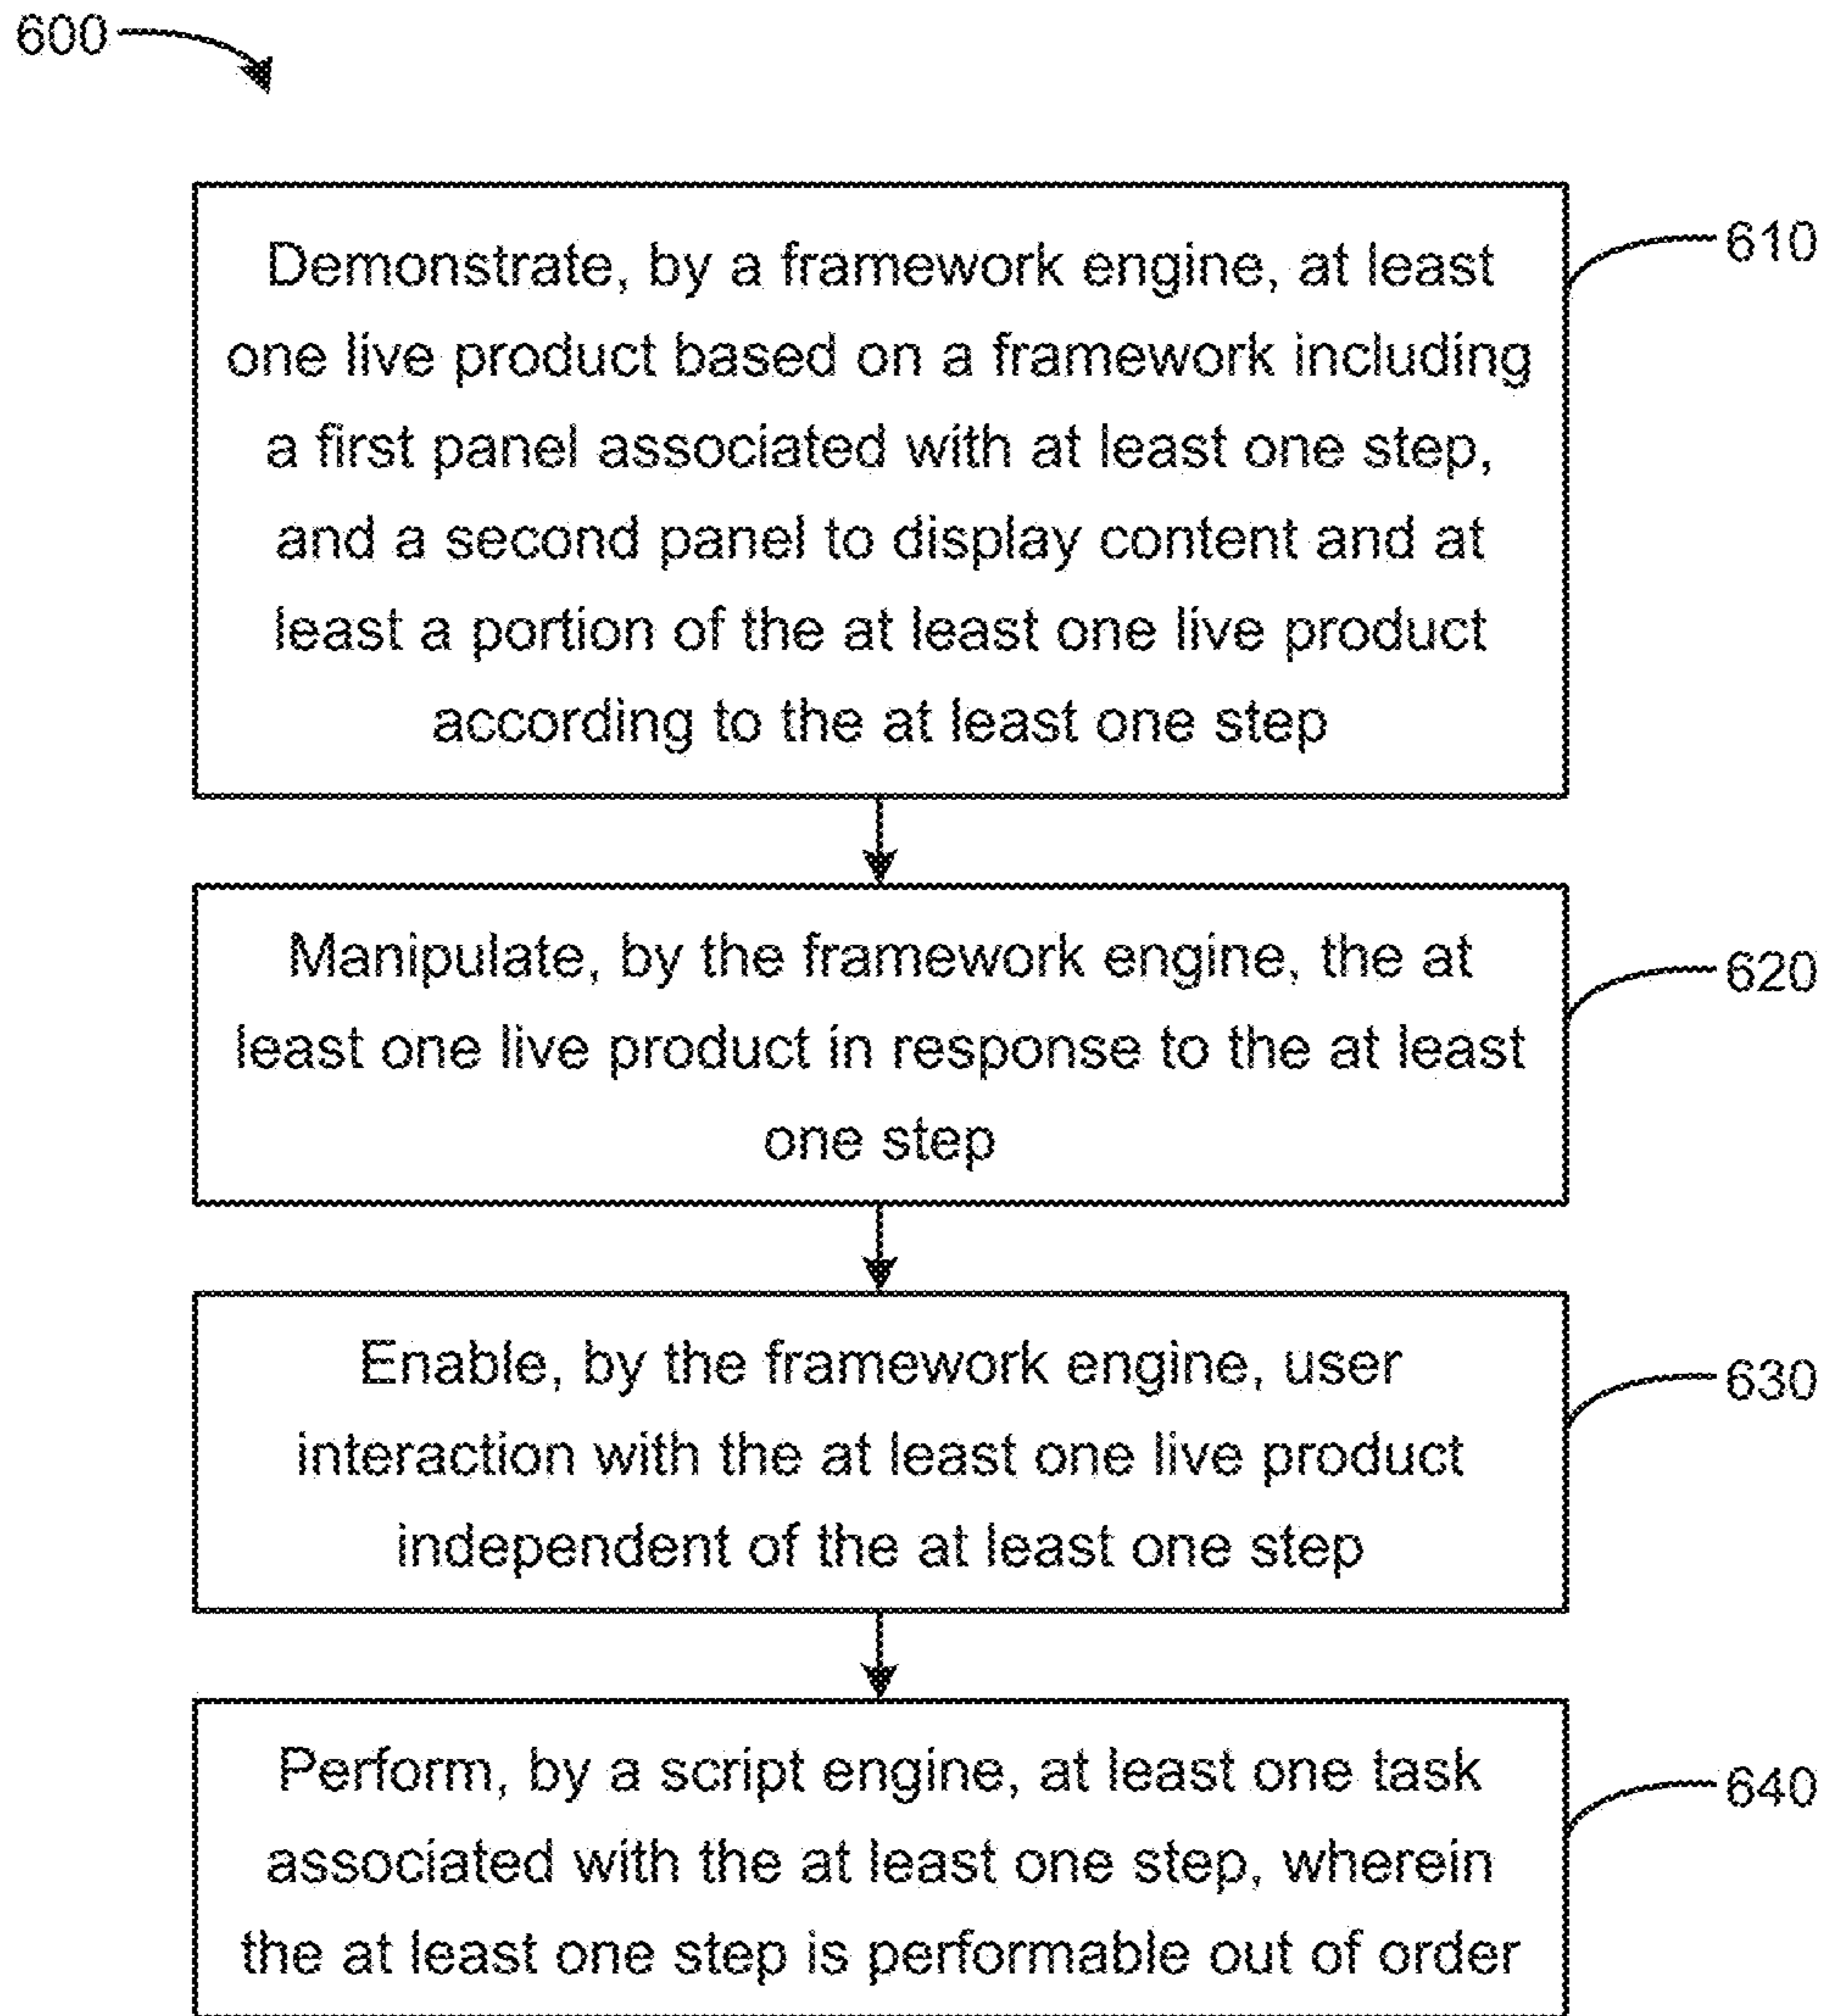 600
Demonstrate, by a framework engine, at least
610
one live product based on a framework including
a first panel associated with at least one step,
and a second panel to display content and at
least a portion of the at least one live product
according to the at least one step
Manipulate, by the framework engine, the at
620
least one live product in response to the at least
one step
Enable, by the framework engine, user
630
interaction with the at least one live product
independent of the at least one step
Perform, by a script engine, at least one task
640
associated with the at least one step, wherein
the at least one step is performable out of order